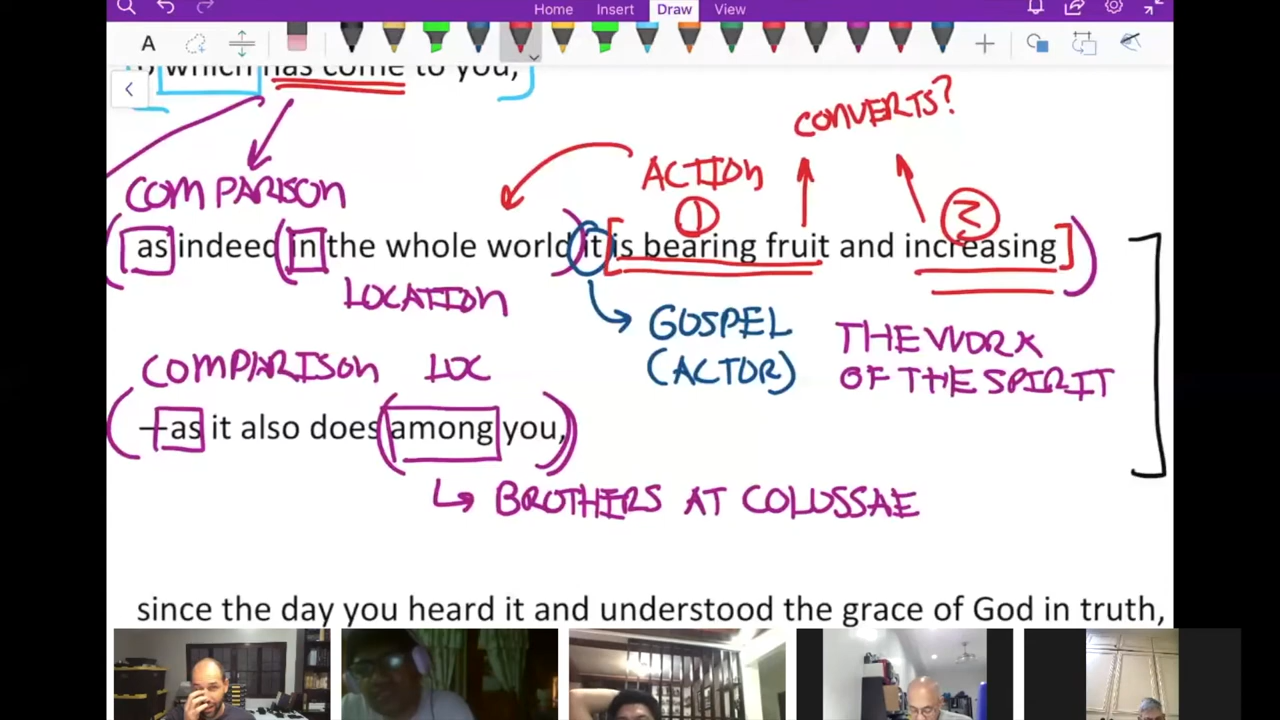 Home Insert Draw View
which has come to you,
CONVERTS?
ACTION
COMPARISON
1 2
as indeed in the whole world it is bearing fruit and increasing
LOCATION
GOSPEL
(ACTOR)
THE WORK
OF THE SPIRIT
COMPARISON LOC
—as it also does among you,
BROTHERS AT COLOSSAE
since the day you heard it and understood the grace of God in truth,